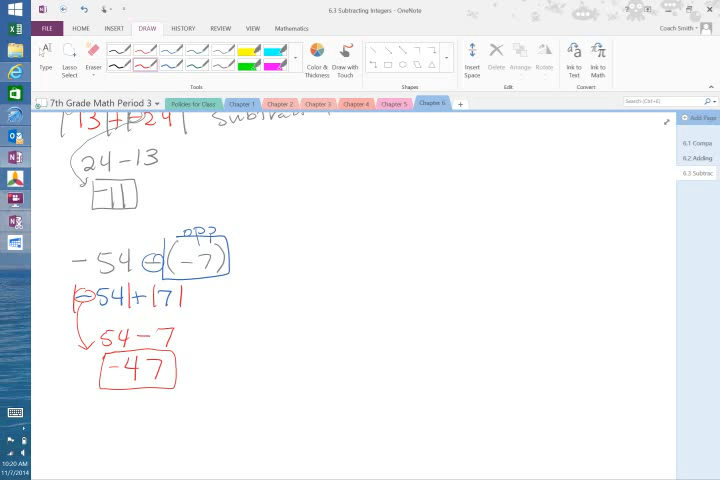 6.3 Subtracting Integers - OneNote
FILE HOME INSERT DRAW HISTORY REVIEW VIEW Mathematics Coach Smith
Type Lasso Select Eraser Color & Thickness Draw with Touch Insert Space Delete Arrange Rotate Ink to Text Ink to Math
Tools Shapes Edit Convert
7th Grade Math Period 3 Policies for Class Chapter 1 Chapter 2 Chapter 3 Chapter 4 Chapter 5 Chapter 6 + Search (Ctrl+E)
Add Page
6.1 Compa
6.2 Adding
6.3 Subtrac
|13|+|-24|
24-13
-11
opp
-54 - (-7)
|-54|+|7|
54-7
-47
10:20 AM
11/7/2014